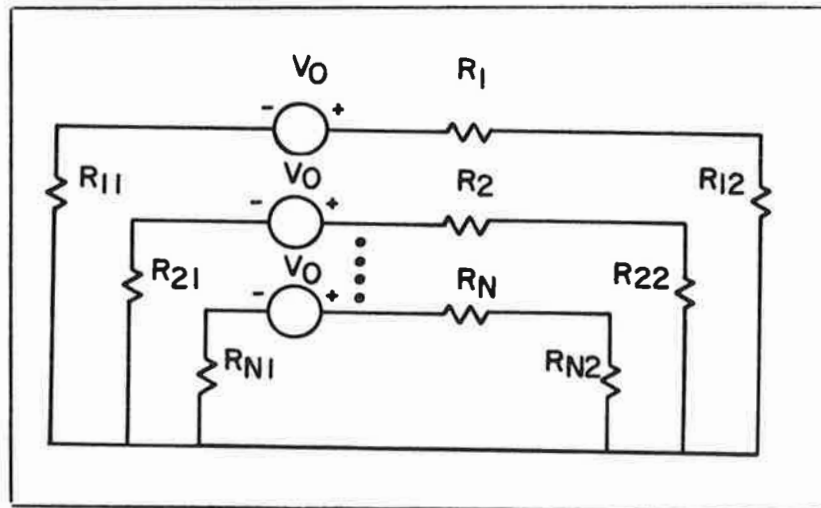 V0 R1
- +
R11 V0 R2 R12
- +
R21 V0 RN R22
- +
RN1 RN2